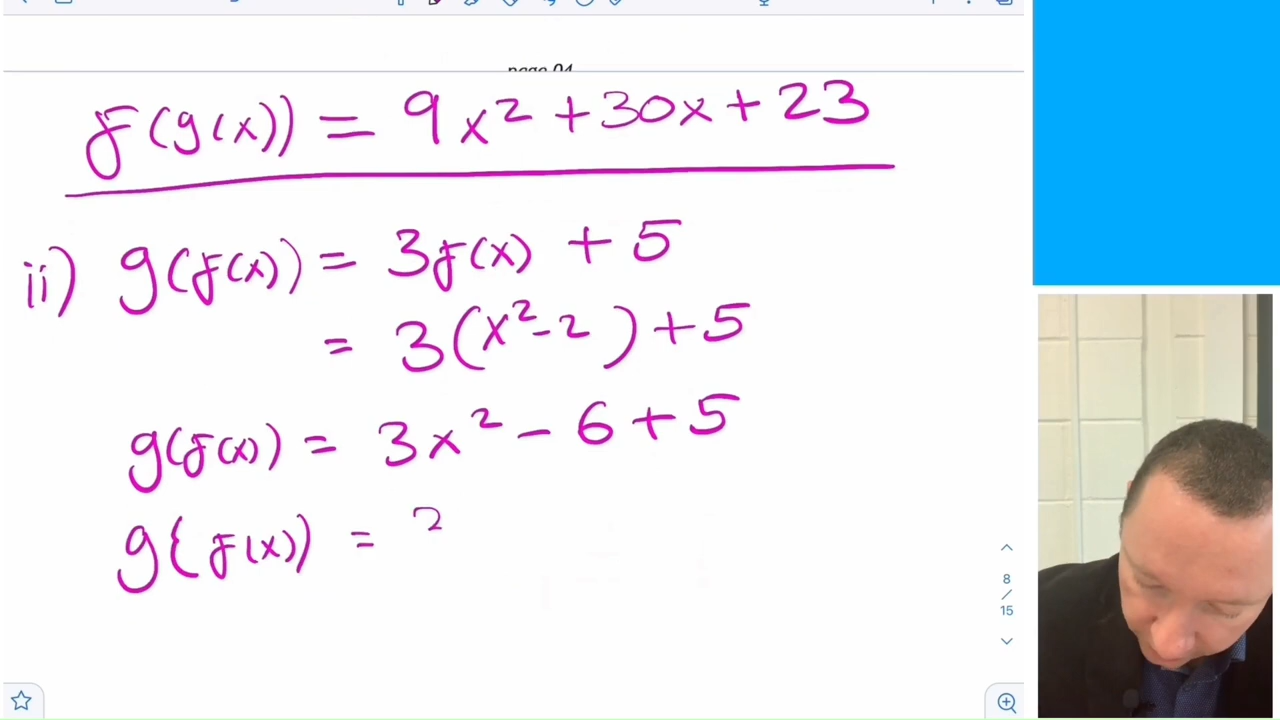 page 04
f(g(x)) = 9x² + 30x + 23
ii) g(f(x)) = 3f(x) + 5
= 3(x² - 2) + 5
g(f(x)) = 3x² - 6 + 5
g(f(x)) =
8
/
15